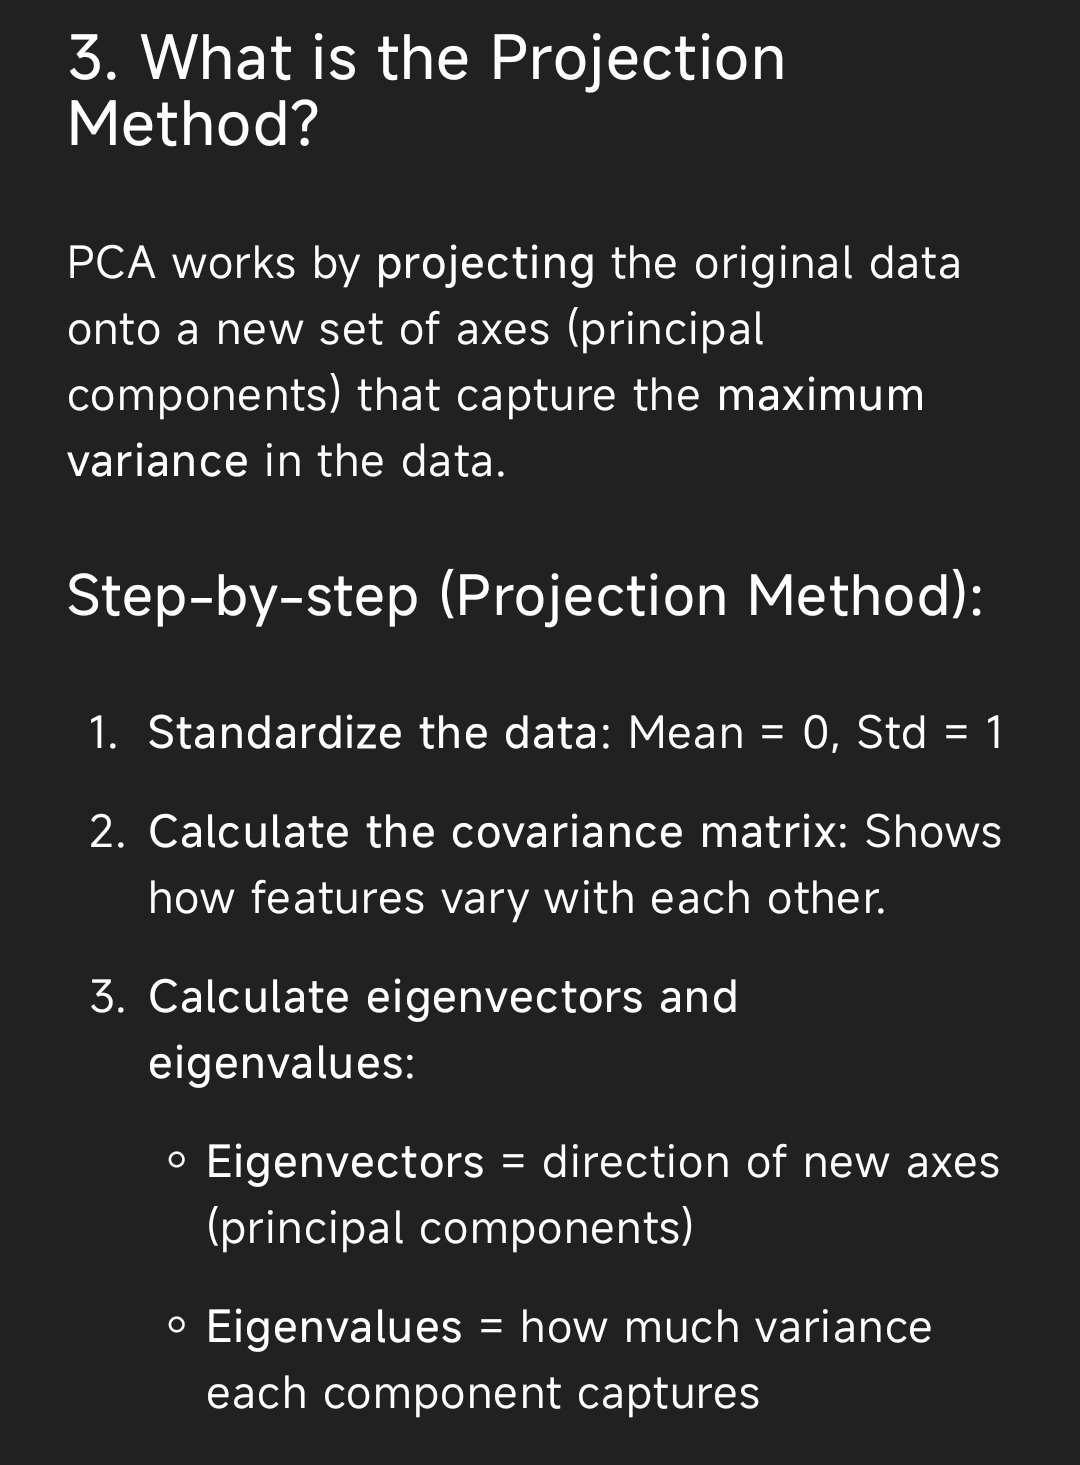 3. What is the Projection
Method?
PCA works by projecting the original data
onto a new set of axes (principal
components) that capture the maximum
variance in the data.
Step-by-step (Projection Method):
1. Standardize the data: Mean = 0, Std = 1
2. Calculate the covariance matrix: Shows
how features vary with each other.
3. Calculate eigenvectors and
eigenvalues:
○ Eigenvectors = direction of new axes
(principal components)
○ Eigenvalues = how much variance
each component captures